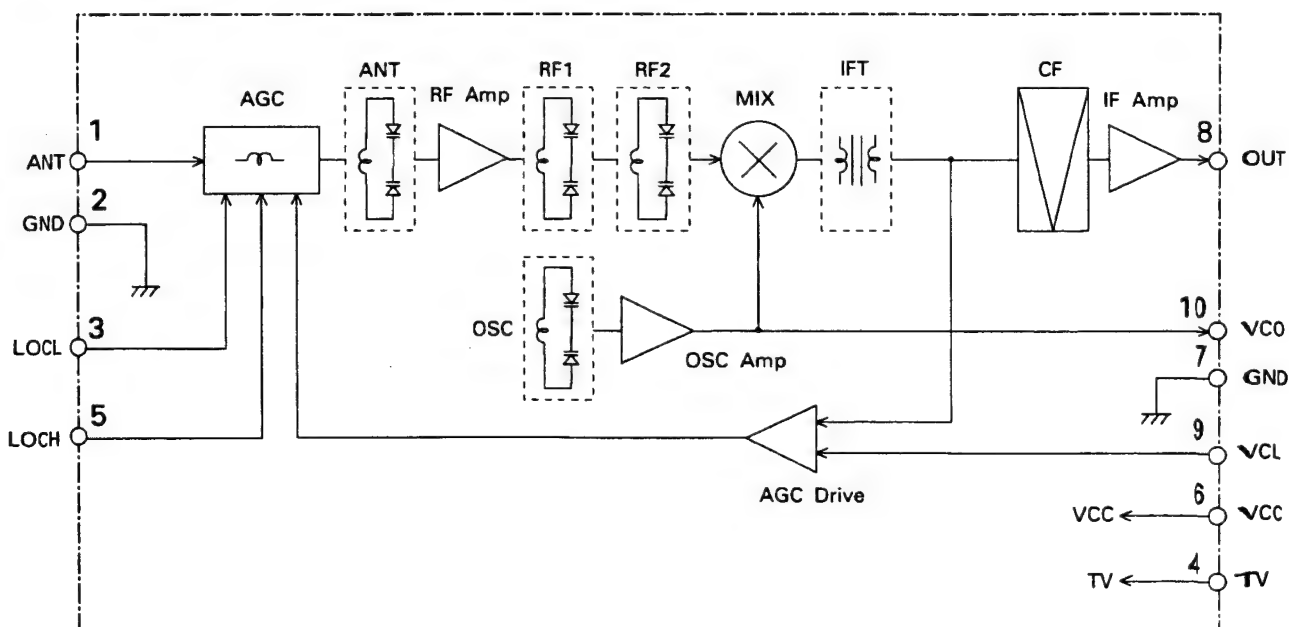 AGC
ANT
RF Amp
RF1
RF2
MIX
IFT
CF
IF Amp
1
ANT
2
GND
3
LOCL
5
LOCH
OSC
OSC Amp
AGC Drive
8
OUT
10
VCO
7
GND
9
VCL
6
VCC
VCC
4
TV
TV